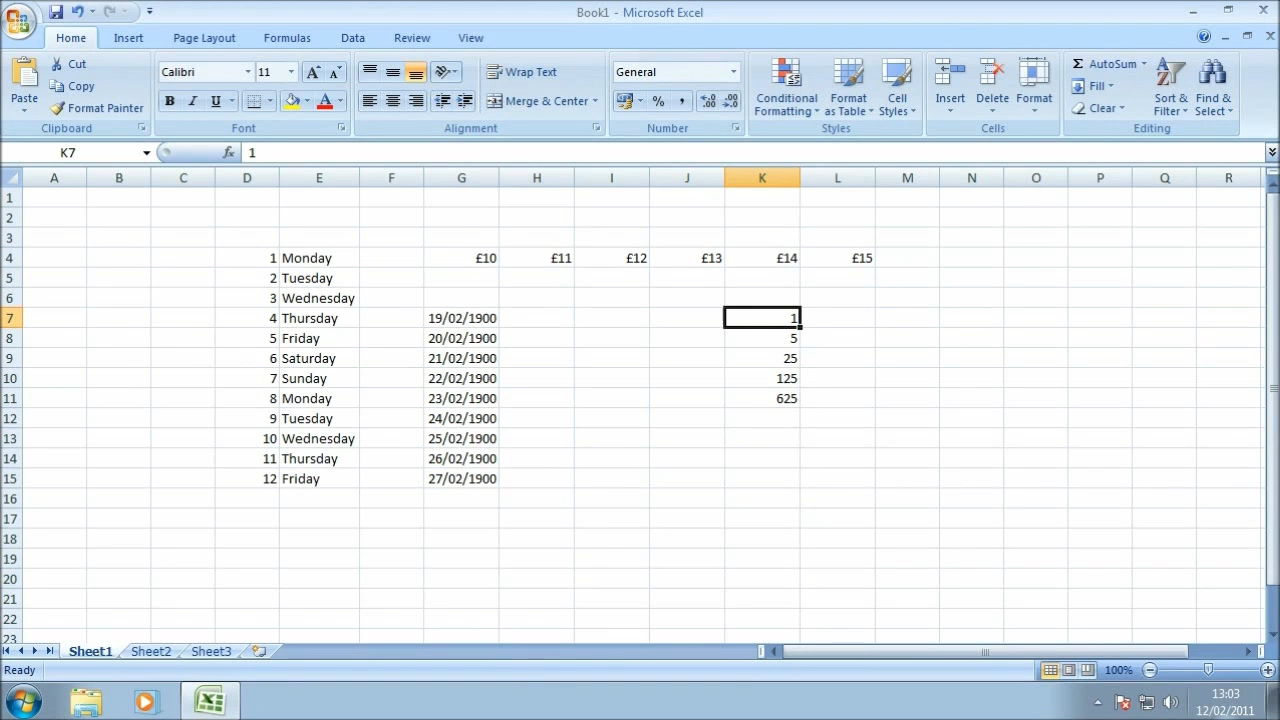 Book1 - Microsoft Excel
Home Insert Page Layout Formulas Data Review View
Paste
Cut
Copy
Format Painter
Clipboard
Calibri 11
B I U
Font
Wrap Text
Merge & Center
Alignment
General
%
Number
Conditional Formatting
Format as Table
Cell Styles
Styles
Insert Delete Format
Cells
AutoSum
Fill
Clear
Sort & Filter
Find & Select
Editing
K7 fx 1
A B C D E F G H I J K L M N O P Q R
1
2
3
4 1 Monday £10 £11 £12 £13 £14 £15
5 2 Tuesday
6 3 Wednesday
7 4 Thursday 19/02/1900 1
8 5 Friday 20/02/1900 5
9 6 Saturday 21/02/1900 25
10 7 Sunday 22/02/1900 125
11 8 Monday 23/02/1900 625
12 9 Tuesday 24/02/1900
13 10 Wednesday 25/02/1900
14 11 Thursday 26/02/1900
15 12 Friday 27/02/1900
16
17
18
19
20
21
22
23
Sheet1 Sheet2 Sheet3
Ready 100%
13:03
12/02/2011